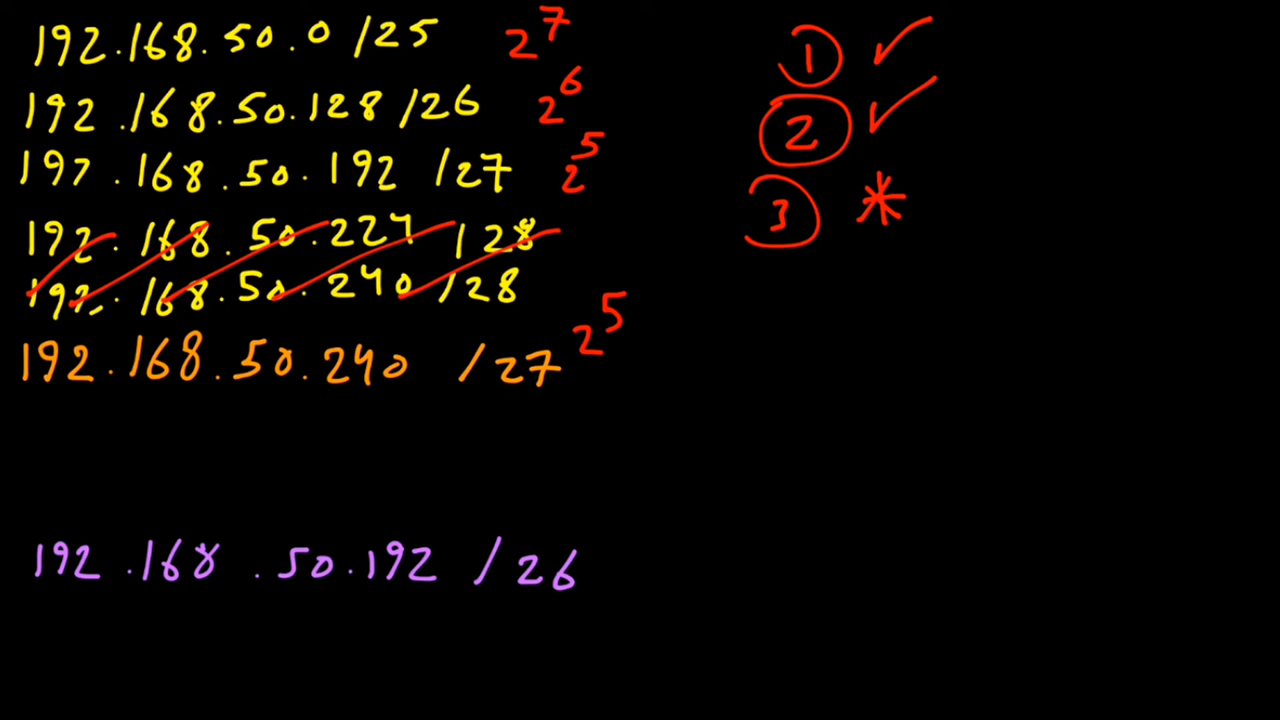 192.168.50.0 /25 2^7
192.168.50.128 /26 2^6
192.168.50.192 /27 2^5
192.168.50.224 /28
192.168.50.240 /28
192.168.50.240 /27 2^5
192.168.50.192 /26
1 ✓
2 ✓
3 *